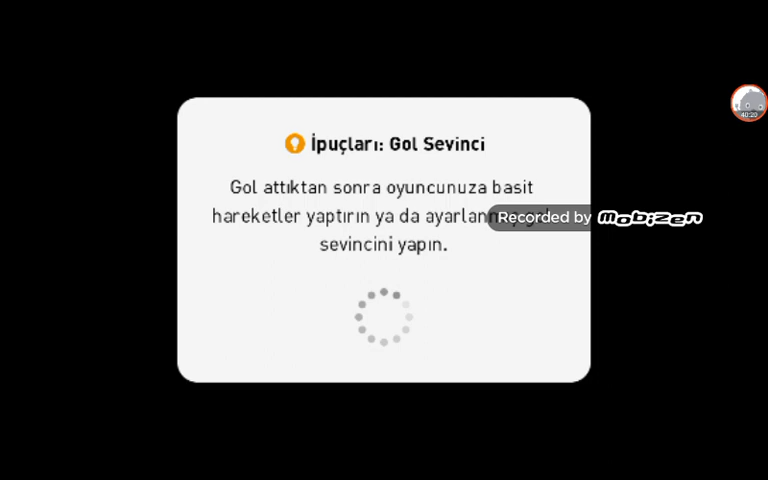 İpuçları: Gol Sevinci
Gol attıktan sonra oyuncunuza basit
hareketler yaptırın ya da
sevincini yapın.
Recorded by Mobizen
40:20